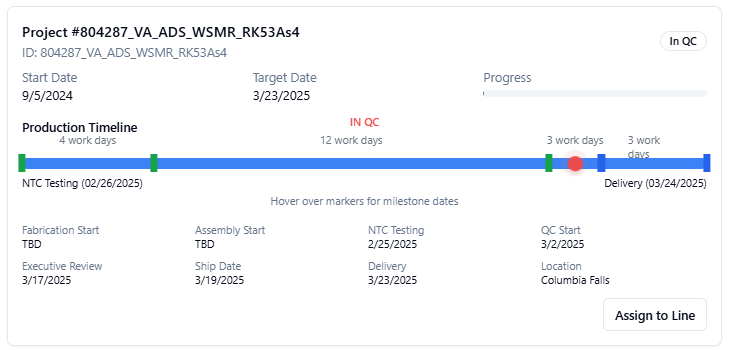 Project #804287_VA_ADS_WSMR_RK53As4
In QC
ID: 804287_VA_ADS_WSMR_RK53As4
Start Date
Target Date
Progress
9/5/2024
3/23/2025
Production Timeline
IN QC
4 work days
12 work days
3 work days
3 work
days
NTC Testing (02/26/2025)
Delivery (03/24/2025)
Hover over markers for milestone dates
Fabrication Start
Assembly Start
NTC Testing
QC Start
TBD
TBD
2/25/2025
3/2/2025
Executive Review
Ship Date
Delivery
Location
3/17/2025
3/19/2025
3/23/2025
Columbia Falls
Assign to Line